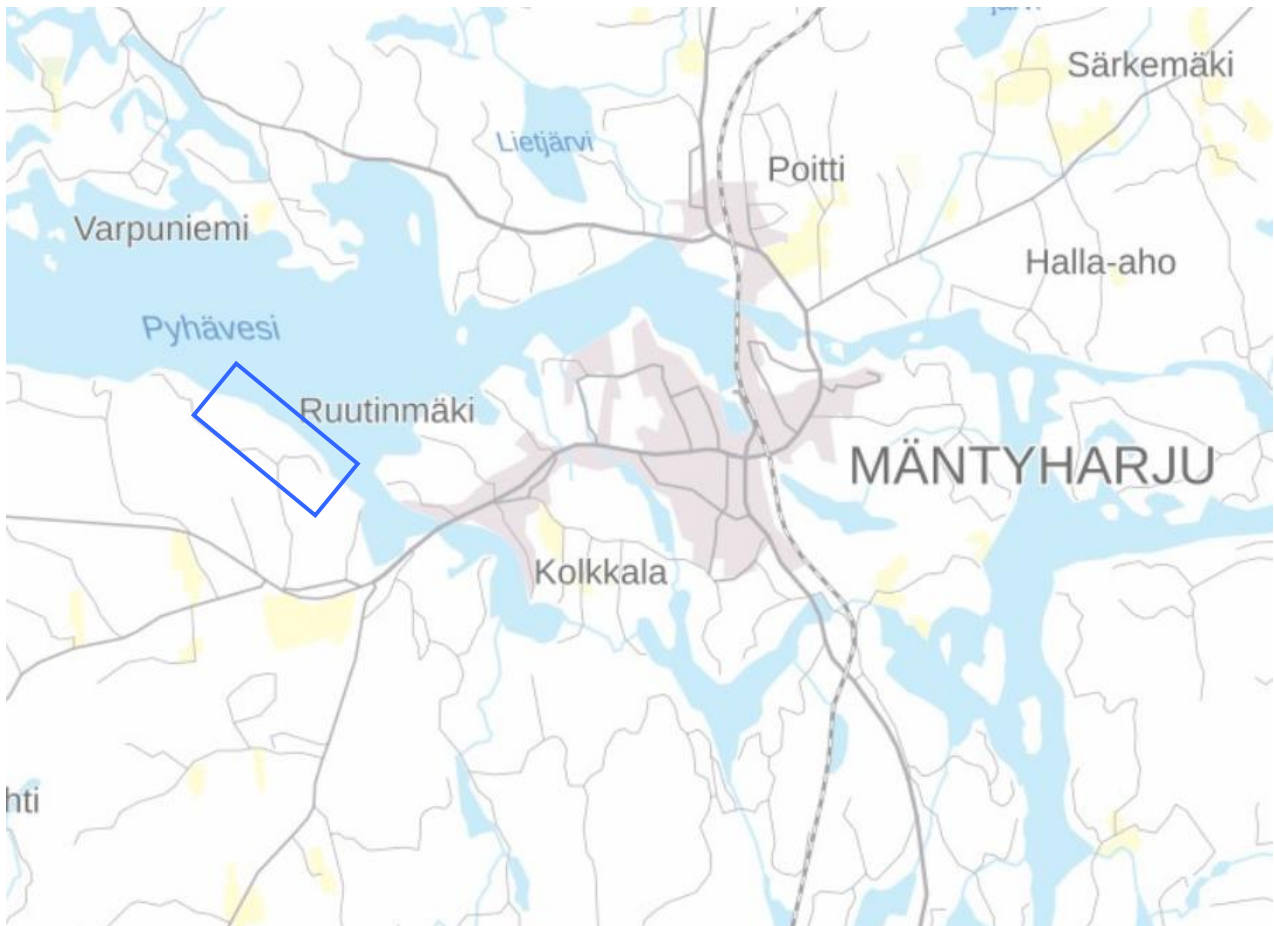 Särkemäki
Lietjärvi
Poitti
Varpuniemi
Halla-aho
Pyhävesi
Ruutinmäki
MÄNTYHARJU
Kolkkala